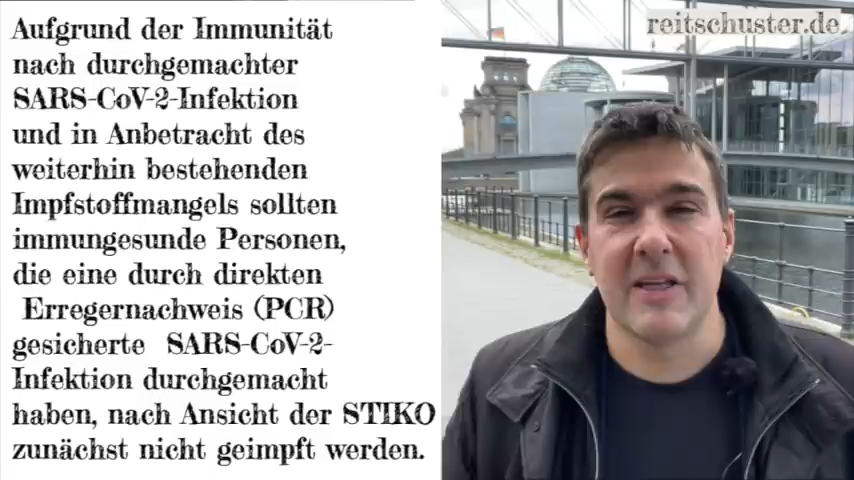 Aufgrund der Immunität
nach durchgemachter
SARS-CoV-2-Infektion
und in Anbetracht des
weiterhin bestehenden
Impfstoffmangels sollten
immungesunde Personen,
die eine durch direkten
Erregernachweis (PCR)
gesicherte SARS-CoV-2-
Infektion durchgemacht
haben, nach Ansicht der STIKO
zunächst nicht geimpft werden.
reitschuster.de